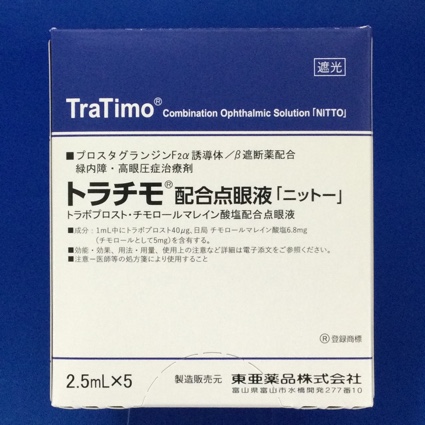 遮光
TraTimo® Combination Ophthalmic Solution「NITTO」
■プロスタグランジンF2α誘導体／β遮断薬配合
緑内障・高眼圧症治療剤
トラチモ®配合点眼液「ニットー」
トラボプロスト・チモロールマレイン酸塩配合点眼液
■成分：1mL中にトラボプロスト40μg、日局 チモロールマレイン酸塩6.8mg
（チモロールとして5mg）を含有する。
■効能・効果、用法・用量、使用上の注意など詳細は電子添文をご参照ください。
■注意－医師等の処方箋により使用すること
®登録商標
2.5mL×5
製造販売元 東亜薬品株式会社
富山県富山市水橋開発277番10